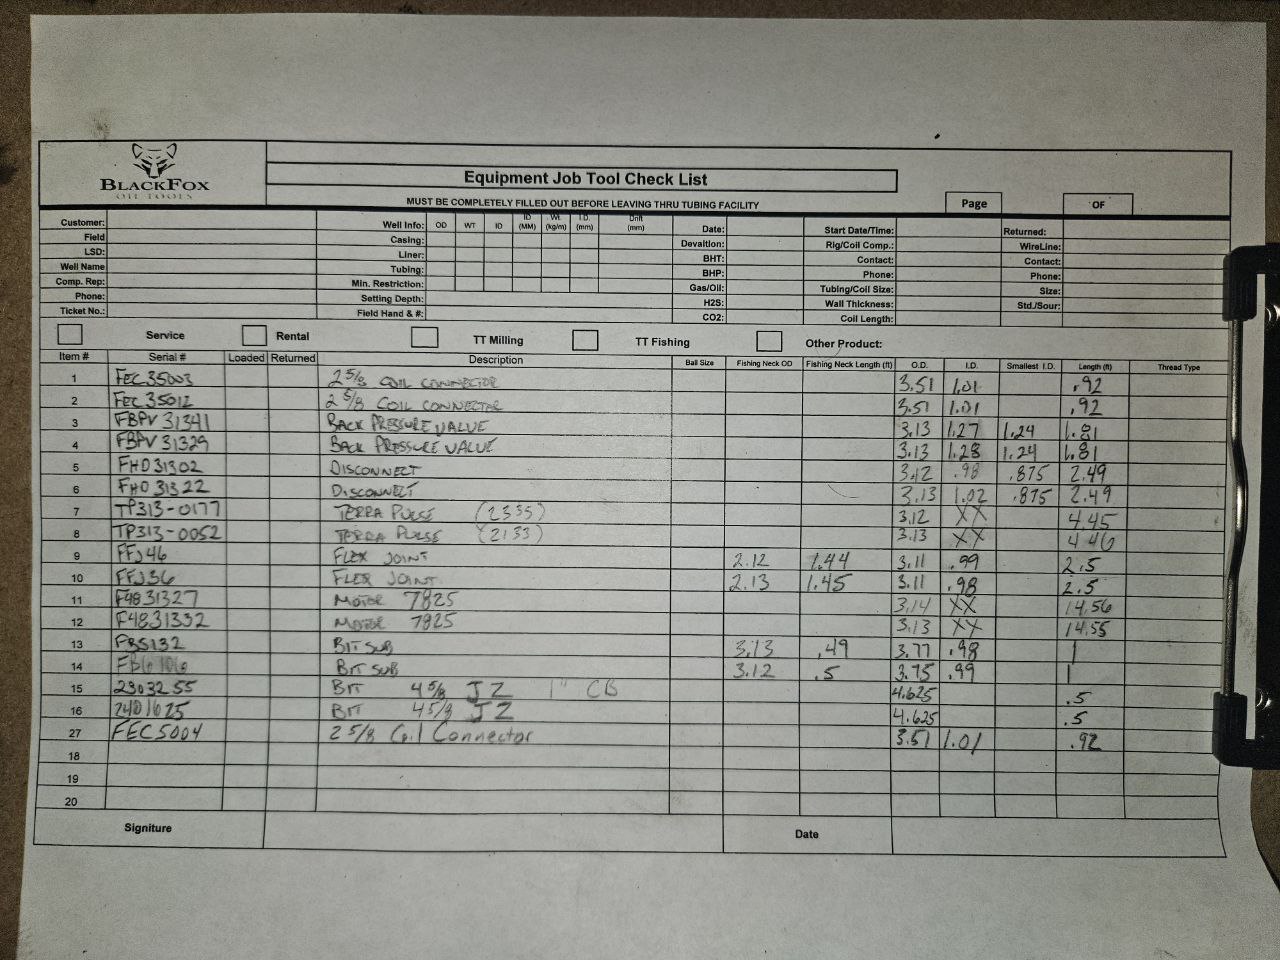 BLACKFOX
OIL TOOLS
Equipment Job Tool Check List
MUST BE COMPLETELY FILLED OUT BEFORE LEAVING THRU TUBING FACILITY
Page OF
Customer: Well Info: OD WT ID ID (MM) Wt. (kg/m) I.D. (mm) Drift (mm) Date: Start Date/Time: Returned:
Field Casing: Devaition: Rig/Coil Comp.: WireLine:
LSD: Liner: BHT: Contact: Contact:
Well Name Tubing: BHP: Phone: Phone:
Comp. Rep: Min. Restriction: Gas/Oil: Tubing/Coil Size: Size:
Phone: Setting Depth: H2S: Wall Thickness: Std./Sour:
Ticket No.: Field Hand & #: CO2: Coil Length:
Service Rental TT Milling TT Fishing Other Product:
Item # Serial # Loaded Returned Description Ball Size Fishing Neck OD Fishing Neck Length (ft) O.D. I.D. Smallest I.D. Length (ft) Thread Type
1 FEC35003 2 5/8 COIL CONNECTOR 3.51 1.01 .92
2 FEC35012 2 5/8 COIL CONNECTOR 3.51 1.01 .92
3 FBPV 31341 BACK PRESSURE VALUE 3.13 1.27 1.24 1.81
4 FBPV 31329 BACK PRESSURE VALUE 3.13 1.28 1.24 1.81
5 FHD31302 DISCONNECT 3.12 .98 .875 2.49
6 FHD31322 DISCONNECT 3.13 1.02 .875 2.49
7 TP313-0177 TERRA PULSE (2335) 3.12 XX 4.45
8 TP313-0052 TERRA PULSE (2133) 3.13 XX 4.46
9 FFJ46 FLEX JOINT 2.12 1.44 3.11 .99 2.5
10 FFJ36 FLEX JOINT 2.13 1.45 3.11 .98 2.5
11 F4831327 MOTOR 7825 3.14 XX 14.56
12 F4831332 MOTOR 7825 3.13 XX 14.55
13 FBS132 BIT SUB 3.13 .49 3.77 .98 1
14 BIT SUB 3.12 .5 3.75 .99 1
15 2303255 BIT 4 5/8 JZ 1" CB 4.625 .5
16 2401625 BIT 4 5/8 JZ 4.625 .5
27 FEC5004 2 5/8 Coil Connector 3.51 1.01 .92
18
19
20
Signiture Date